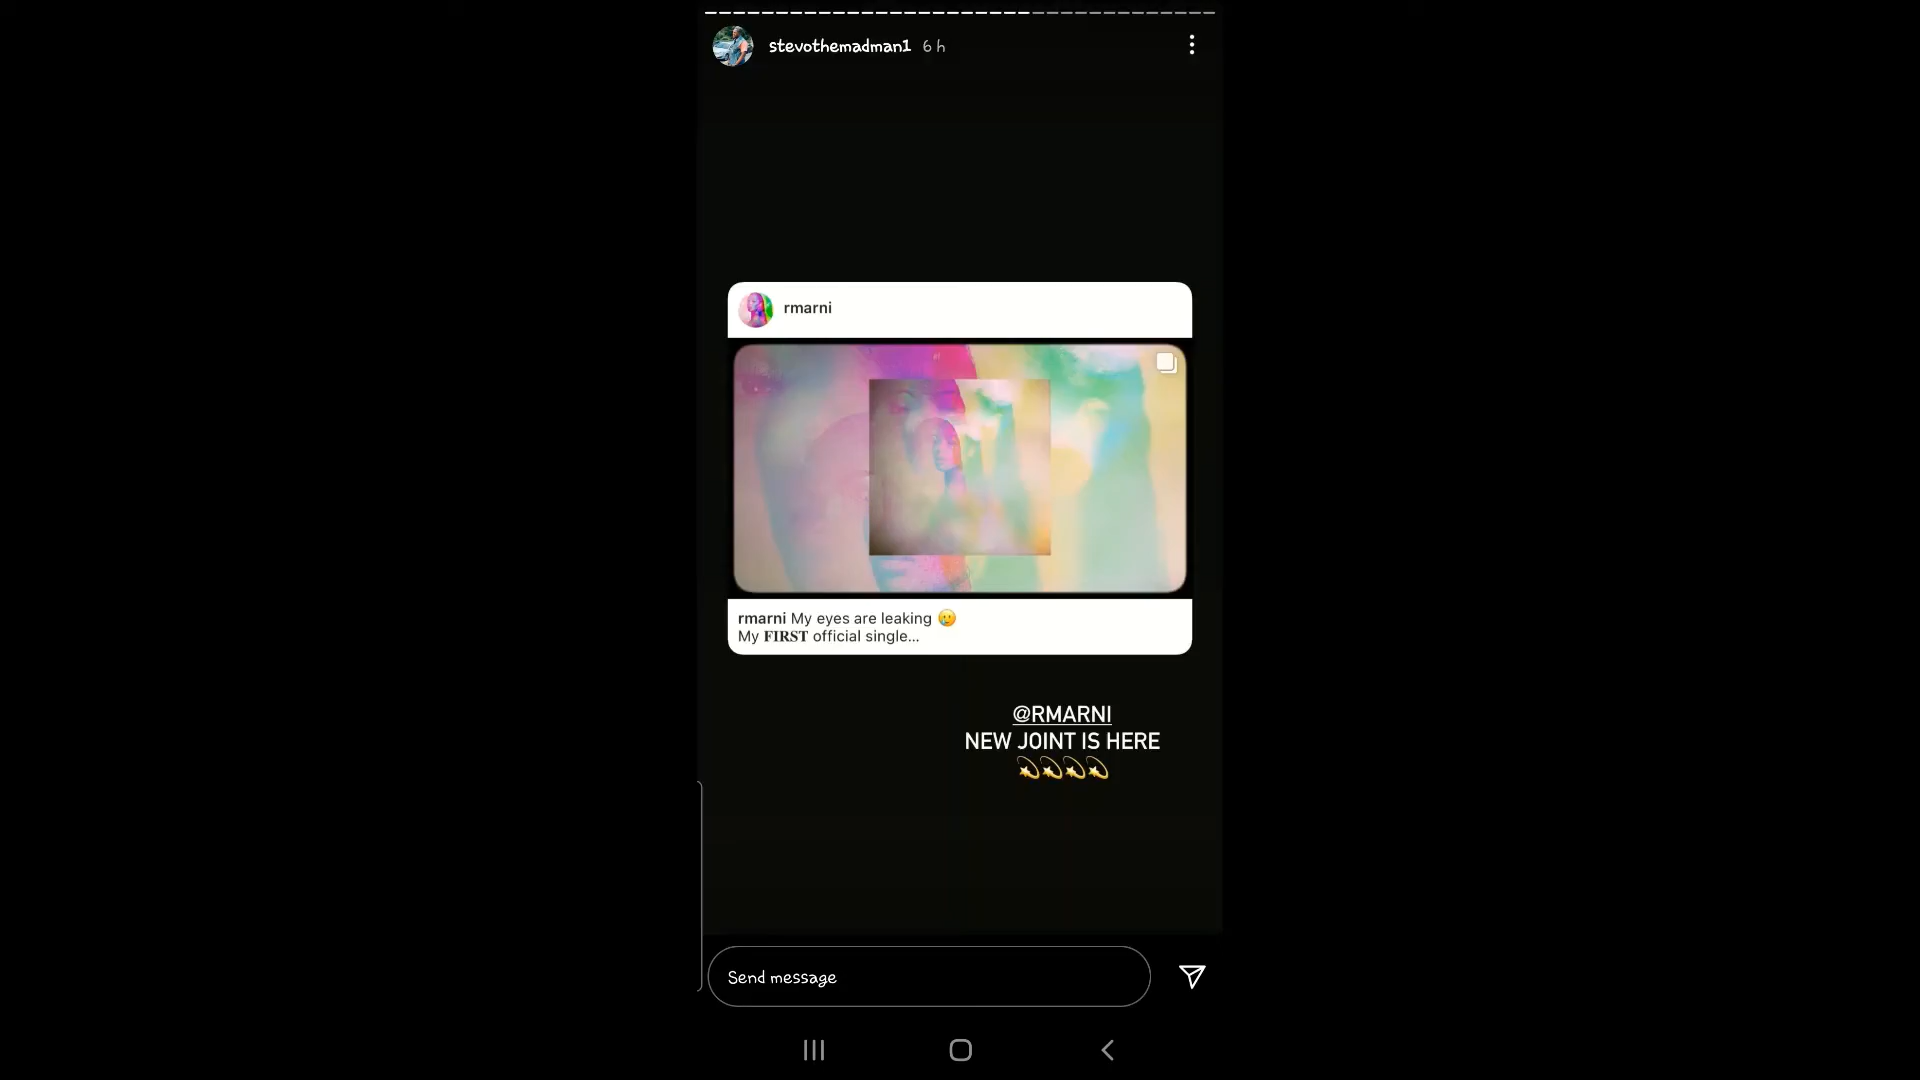 stevothemadman1 6 h
rmarni
rmarni My eyes are leaking 🥲
My FIRST official single...
@RMARNI
NEW JOINT IS HERE
💫💫💫💫
Send message